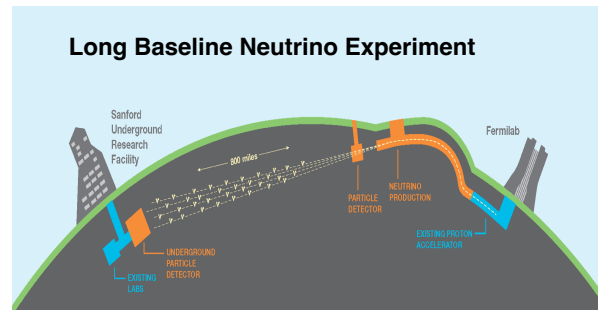 Long Baseline Neutrino Experiment
Sanford
Underground
Research
Facility
Fermilab
800 miles
PARTICLE
DETECTOR
NEUTRINO
PRODUCTION
EXISTING PROTON
ACCELERATOR
UNDERGROUND
PARTICLE
DETECTOR
EXISTING
LABS